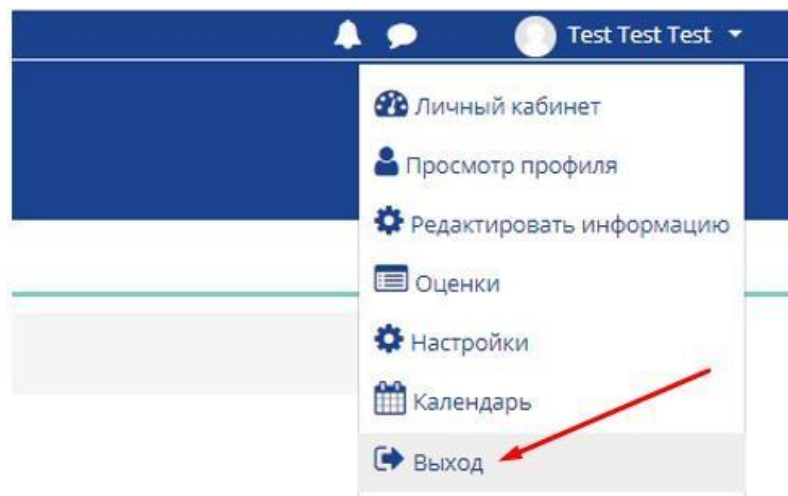 Test Test Test
Личный кабинет
Просмотр профиля
Редактировать информацию
Оценки
Настройки
Календарь
Выход